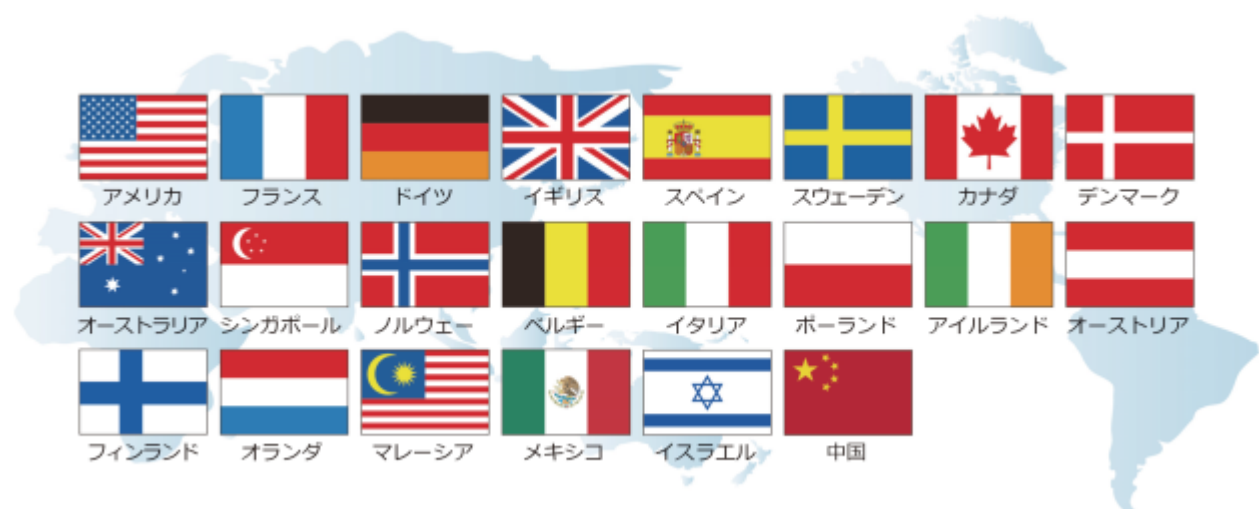 アメリカ フランス ドイツ イギリス スペイン スウェーデン カナダ デンマーク
オーストラリア シンガポール ノルウェー ベルギー イタリア ポーランド アイルランド オーストリア
フィンランド オランダ マレーシア メキシコ イスラエル 中国